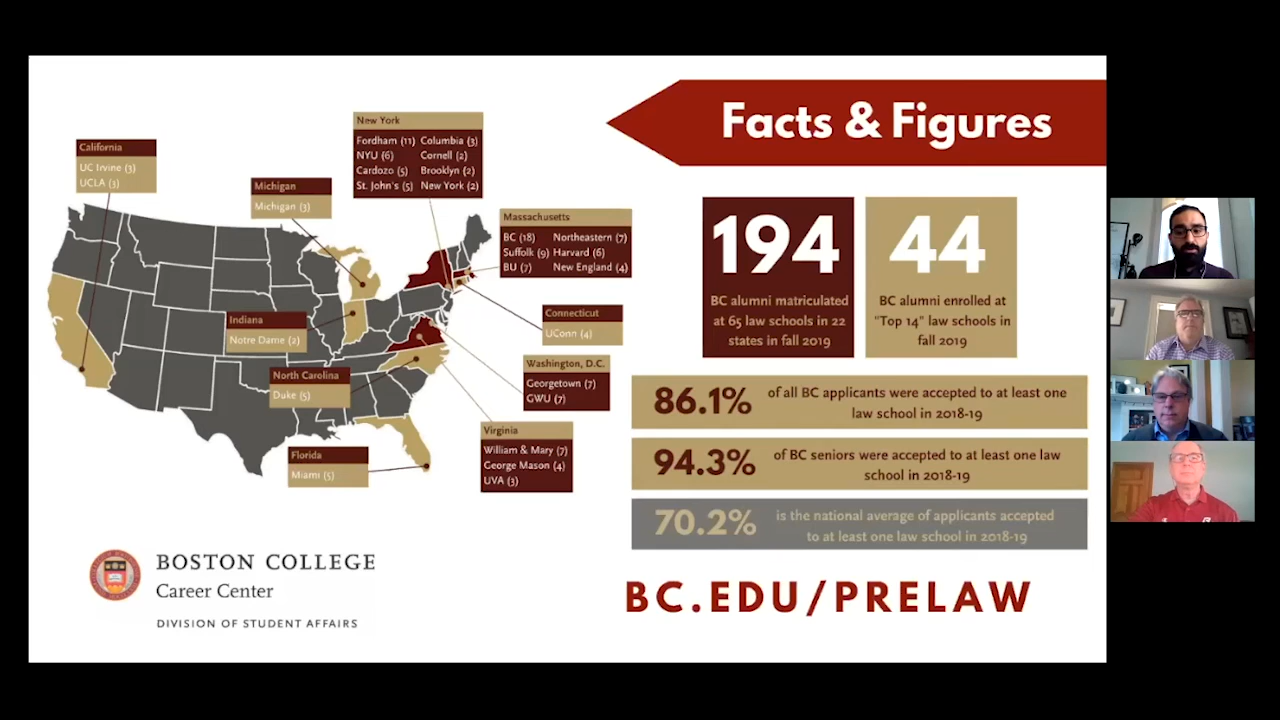 Facts & Figures
New York
Fordham (11) Columbia (3)
NYU (6) Cornell (2)
Cardozo (5) Brooklyn (2)
St. John's (5) New York (2)
California
UC Irvine (3)
UCLA (3)
Michigan
Michigan (3)
Massachusetts
BC (18) Northeastern (7)
Suffolk (9) Harvard (6)
BU (7) New England (4)
Connecticut
UConn (4)
Indiana
Notre Dame (2)
Washington, D.C.
Georgetown (7)
GWU (7)
North Carolina
Duke (5)
Virginia
William & Mary (7)
George Mason (4)
UVA (3)
Florida
Miami (5)
194
BC alumni matriculated
at 65 law schools in 22
states in fall 2019
44
BC alumni enrolled at
"Top 14" law schools in
fall 2019
86.1%
of all BC applicants were accepted to at least one
law school in 2018-19
94.3%
of BC seniors were accepted to at least one law
school in 2018-19
70.2%
is the national average of applicants accepted
to at least one law school in 2018-19
BOSTON COLLEGE
Career Center
DIVISION OF STUDENT AFFAIRS
BC.EDU/PRELAW